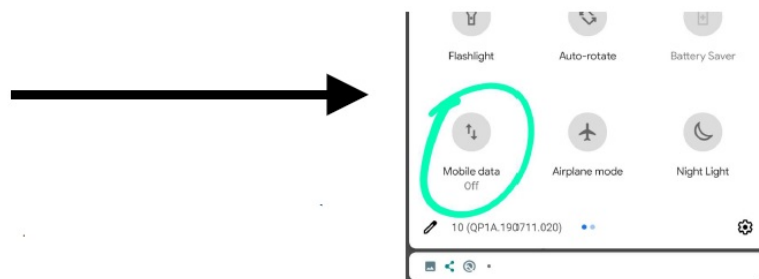 Flashlight Auto-rotate Battery Saver
Mobile data Airplane mode Night Light
Off
10 (QP1A.190711.020)